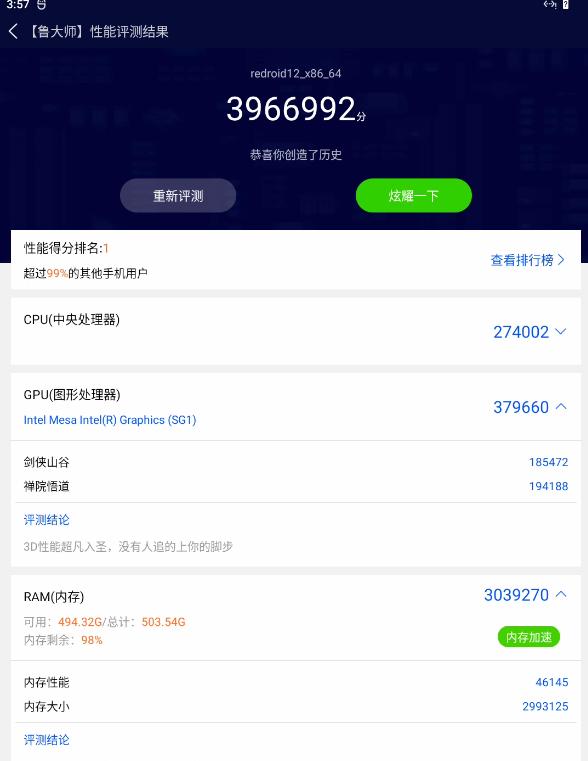 3:57
【鲁大师】性能评测结果
redroid12_x86_64
3966992分
恭喜你创造了历史
重新评测
炫耀一下
性能得分排名:1
超过99%的其他手机用户
查看排行榜
CPU(中央处理器)
274002
GPU(图形处理器)
379660
Intel Mesa Intel(R) Graphics (SG1)
剑侠山谷
185472
禅院悟道
194188
评测结论
3D性能超凡入圣，没有人追的上你的脚步
RAM(内存)
3039270
可用：494.32G/总计：503.54G
内存剩余：98%
内存加速
内存性能
46145
内存大小
2993125
评测结论